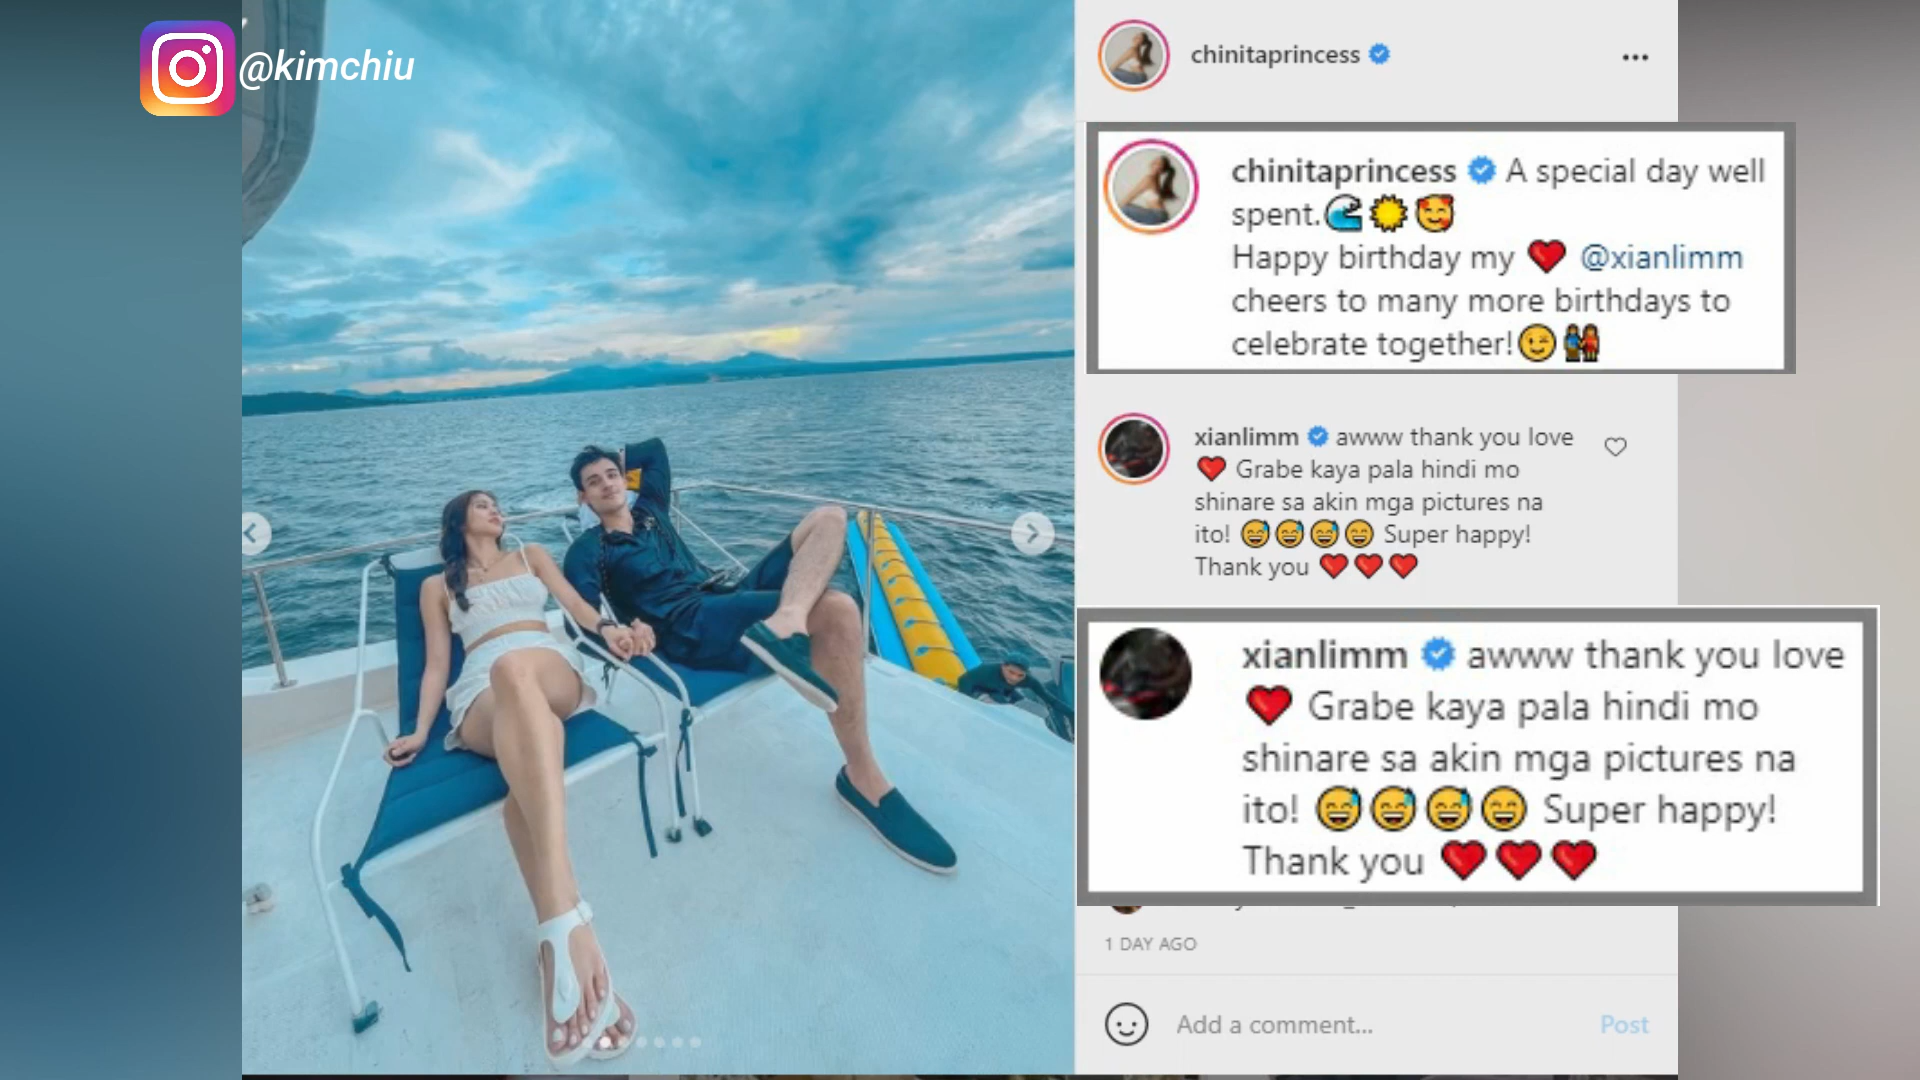 @kimchiu
chinitaprincess
chinitaprincess A special day well
spent.🌊☀️🥰
Happy birthday my ❤️ @xianlimm
cheers to many more birthdays to
celebrate together!😉👫
xianlimm awww thank you love
❤️ Grabe kaya pala hindi mo
shinare sa akin mga pictures na
ito! 😅😅😅😄 Super happy!
Thank you ❤️❤️❤️
xianlimm awww thank you love
❤️ Grabe kaya pala hindi mo
shinare sa akin mga pictures na
ito! 😅😅😅😄 Super happy!
Thank you ❤️❤️❤️
1 DAY AGO
Add a comment...
Post